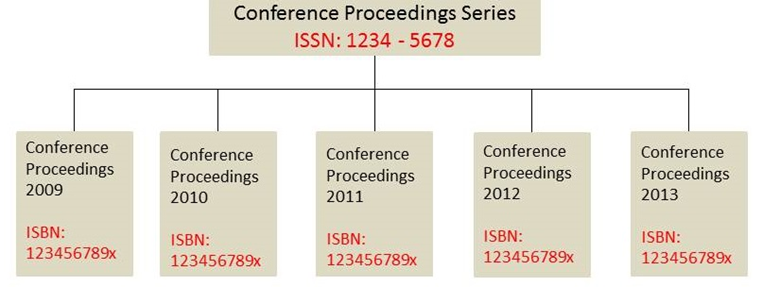 Conference Proceedings Series
ISSN: 1234 - 5678
Conference
Proceedings
2009
ISBN:
123456789x
Conference
Proceedings
2010
ISBN:
123456789x
Conference
Proceedings
2011
ISBN:
123456789x
Conference
Proceedings
2012
ISBN:
123456789x
Conference
Proceedings
2013
ISBN:
123456789x